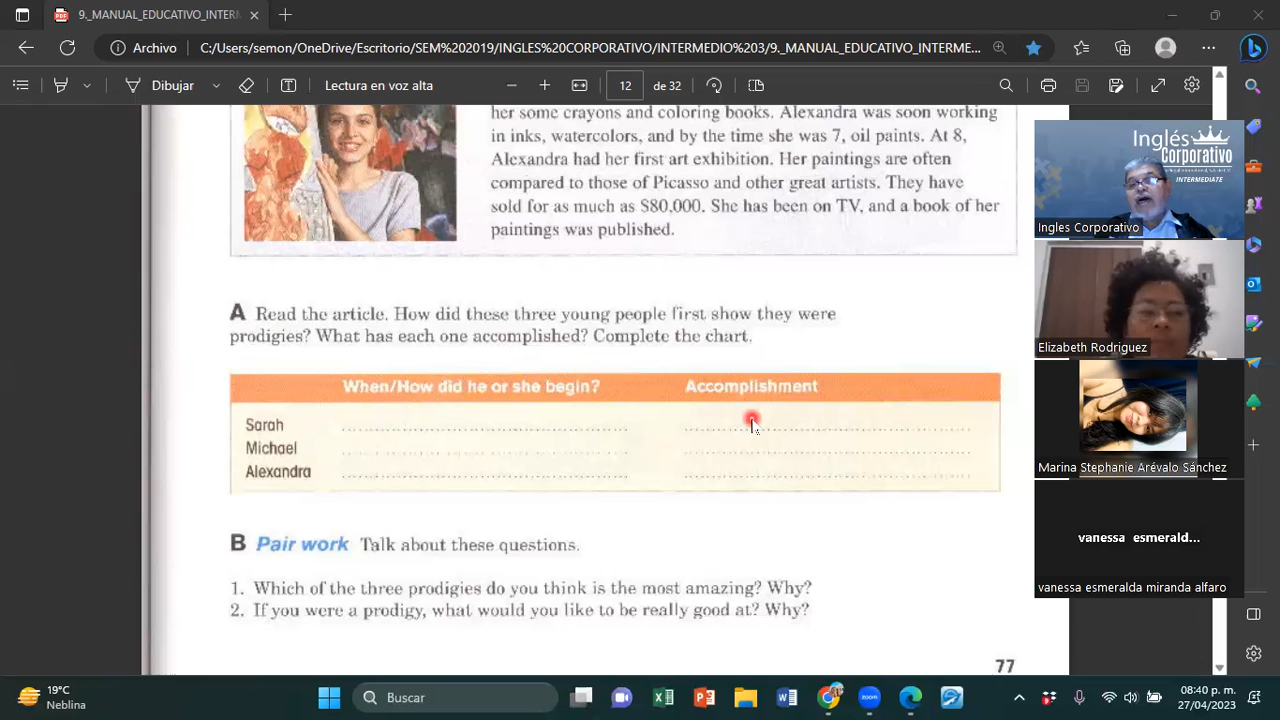 9._MANUAL_EDUCATIVO_INTERM
Archivo
C:/Users/semon/OneDrive/Escritorio/SEM%202019/INGLES%20CORPORATIVO/INTERMEDIO%203/9._MANUAL_EDUCATIVO_INTERME...
Dibujar
Lectura en voz alta
12
de 32
her some crayons and coloring books. Alexandra was soon working
in inks, watercolors, and by the time she was 7, oil paints. At 8,
Alexandra had her first art exhibition. Her paintings are often
compared to those of Picasso and other great artists. They have
sold for as much as $80,000. She has been on TV, and a book of her
paintings was published.
A Read the article. How did these three young people first show they were
prodigies? What has each one accomplished? Complete the chart.
When/How did he or she begin? Accomplishment
Sarah
Michael
Alexandra
B Pair work Talk about these questions.
1. Which of the three prodigies do you think is the most amazing? Why?
2. If you were a prodigy, what would you like to be really good at? Why?
77
Inglés
Corporativo
INTERMEDIATE
Ingles Corporativo
Elizabeth Rodriguez
Marina Stephanie Arévalo Sánchez
vanessa esmerald...
vanessa esmeralda miranda alfaro
19°C
Neblina
Buscar
08:40 p. m.
27/04/2023